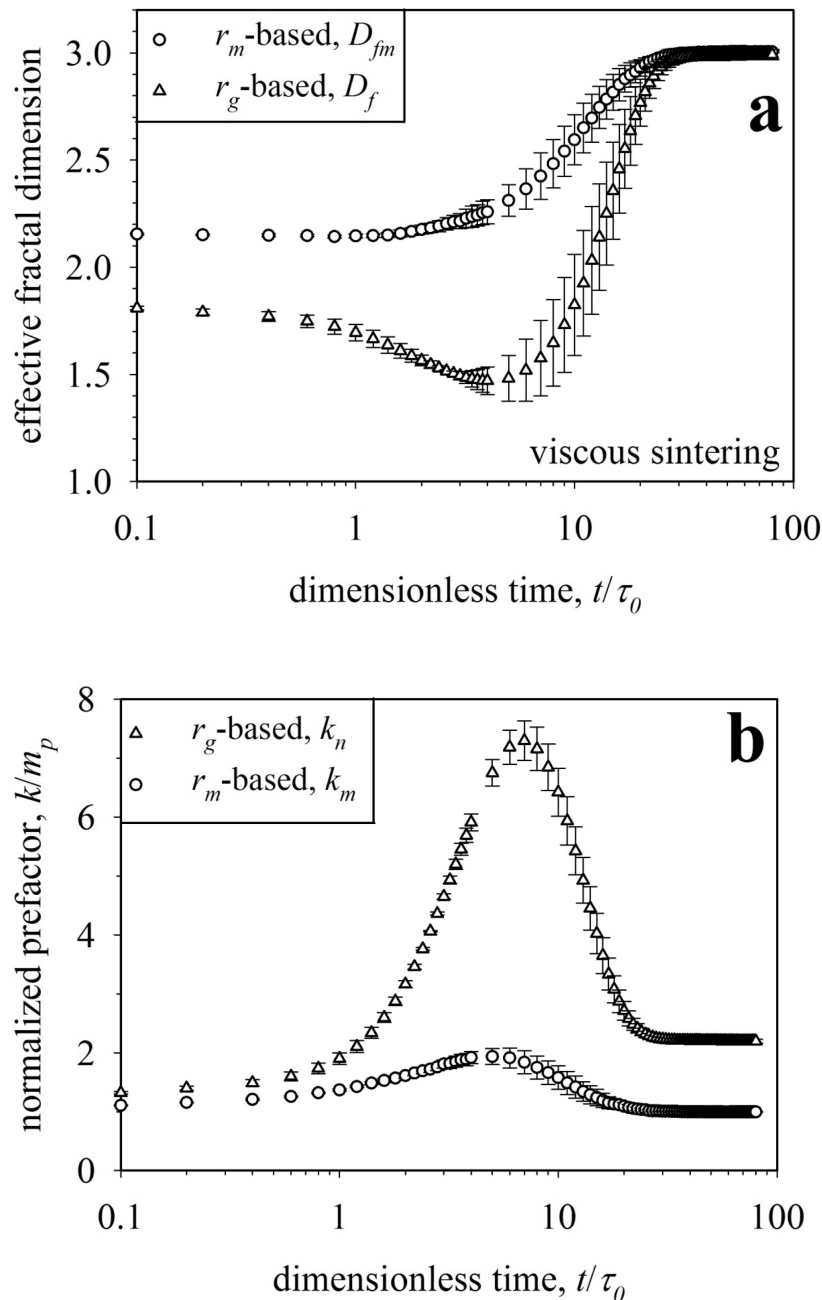 r_m-based, D_fm
r_g-based, D_f
a
effective fractal dimension
3.0
2.5
2.0
1.5
1.0
viscous sintering
0.1 1 10 100
dimensionless time, t/τ_0
r_g-based, k_n
r_m-based, k_m
b
normalized prefactor, k/m_p
8
6
4
2
0
0.1 1 10 100
dimensionless time, t/τ_0